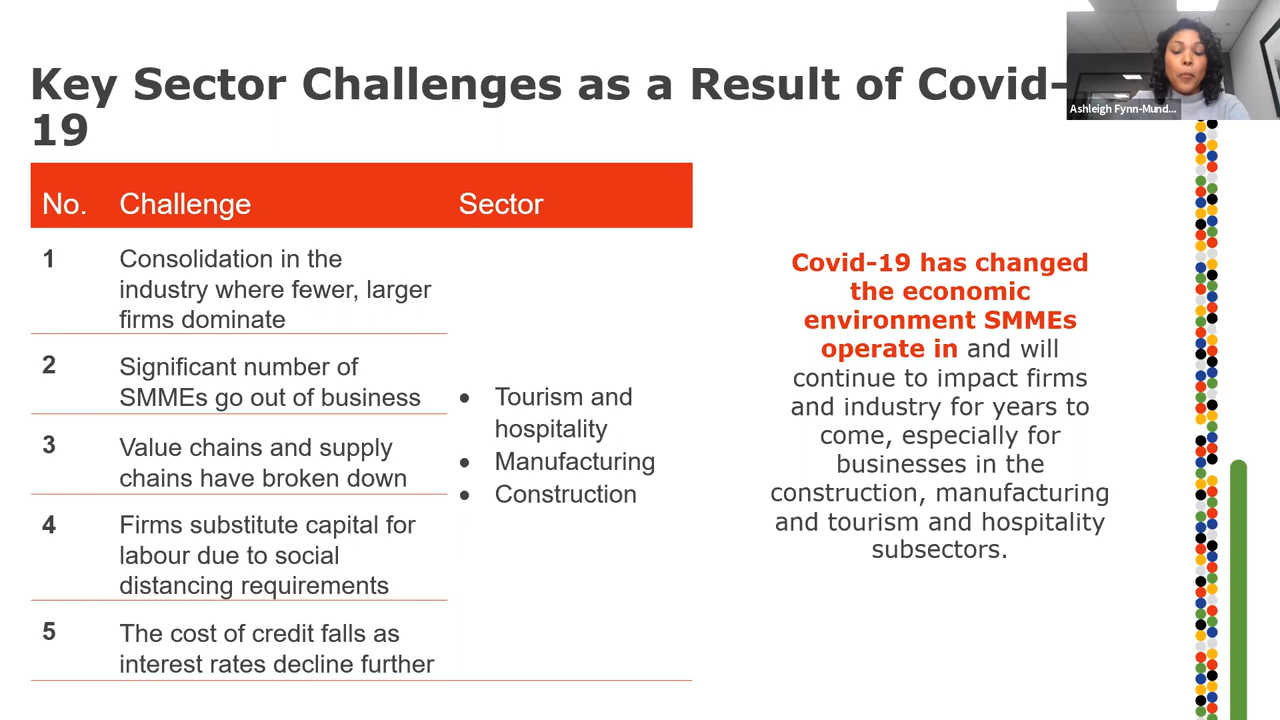 Key Sector Challenges as a Result of Covid-
19
Ashleigh Fynn-Mund...
No. Challenge Sector
1 Consolidation in the
industry where fewer, larger
firms dominate
2 Significant number of
SMMEs go out of business
3 Value chains and supply
chains have broken down
4 Firms substitute capital for
labour due to social
distancing requirements
5 The cost of credit falls as
interest rates decline further
• Tourism and
hospitality
• Manufacturing
• Construction
Covid-19 has changed
the economic
environment SMMEs
operate in and will
continue to impact firms
and industry for years to
come, especially for
businesses in the
construction, manufacturing
and tourism and hospitality
subsectors.